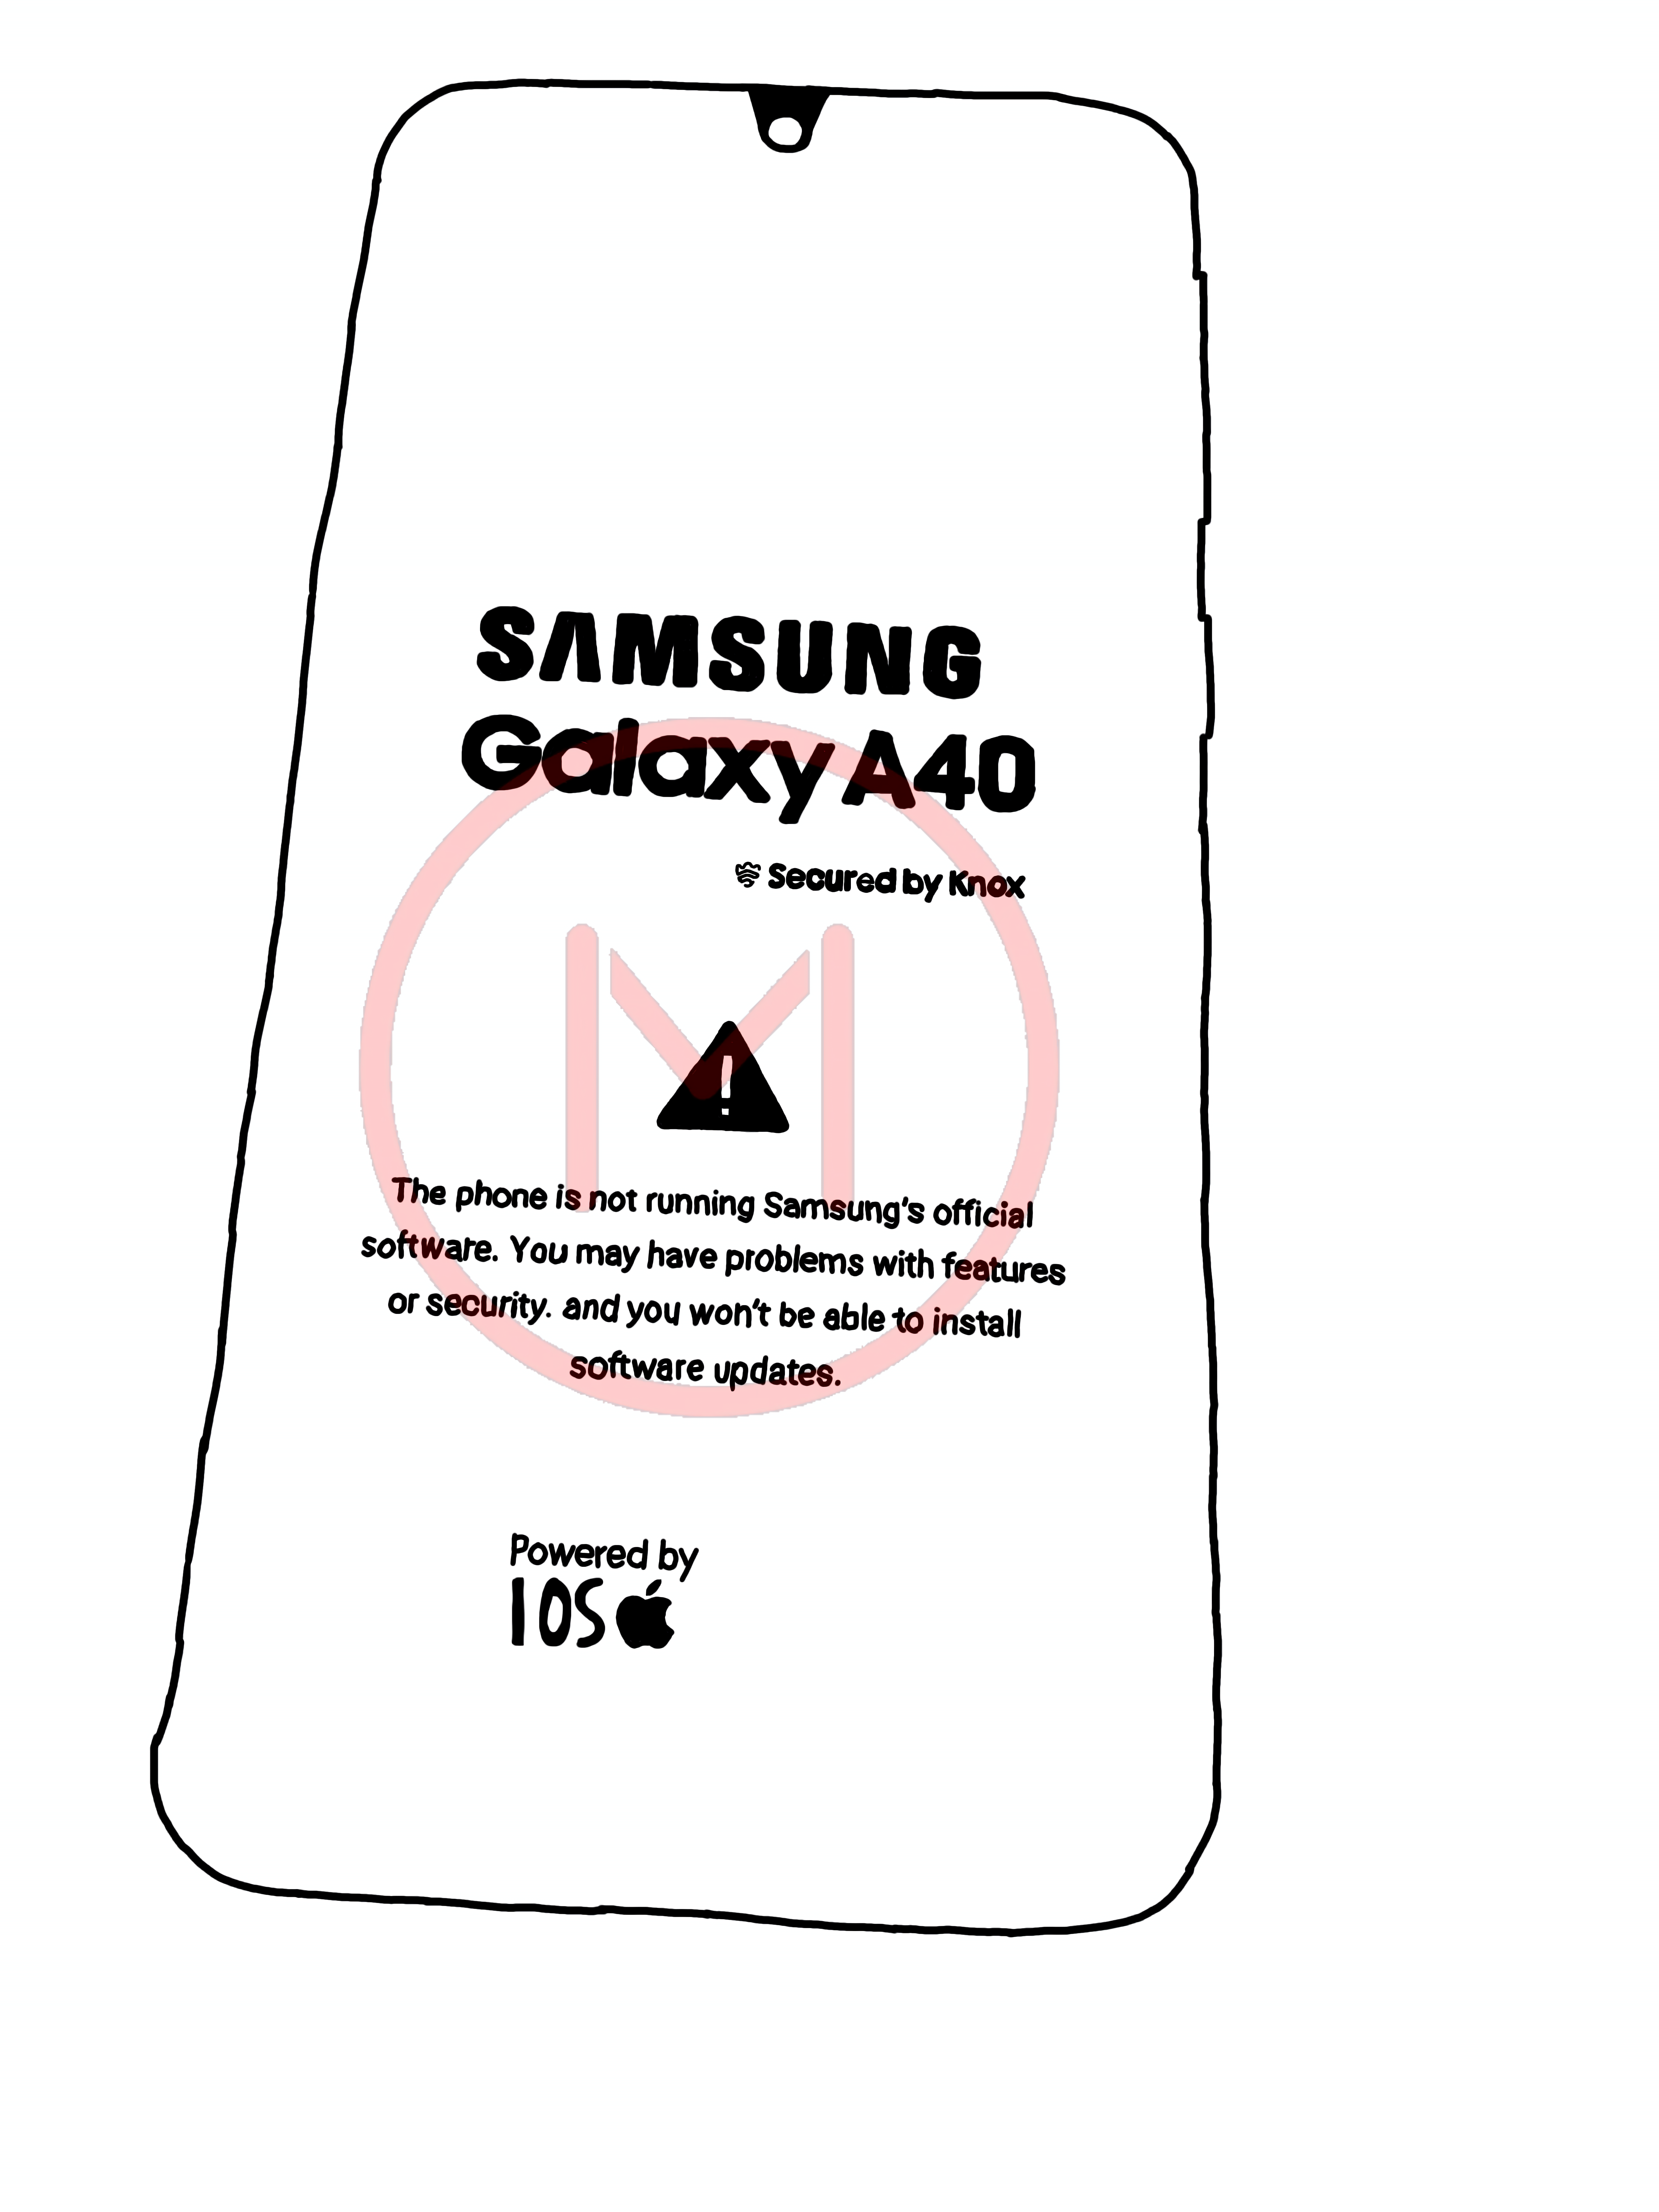 SAMSUNG
Galaxy A40
Secured by Knox
M
The phone is not running Samsung's official
software. You may have problems with features
or security. and you won't be able to install
software updates.
Powered by
IOS